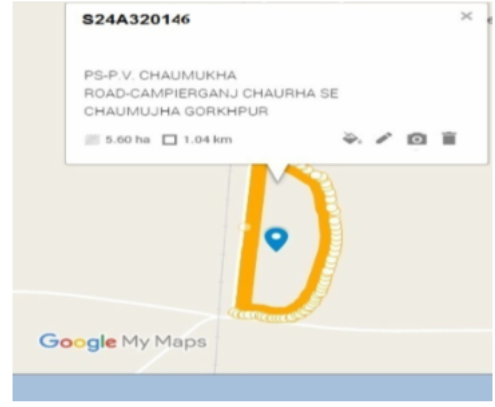 S24A320146
PS-P.V. CHAUMUKHA
ROAD-CAMPIERGANJ CHAURHA SE
CHAUMUJHA GORKHPUR
5.60 ha 1.04 km
Google My Maps